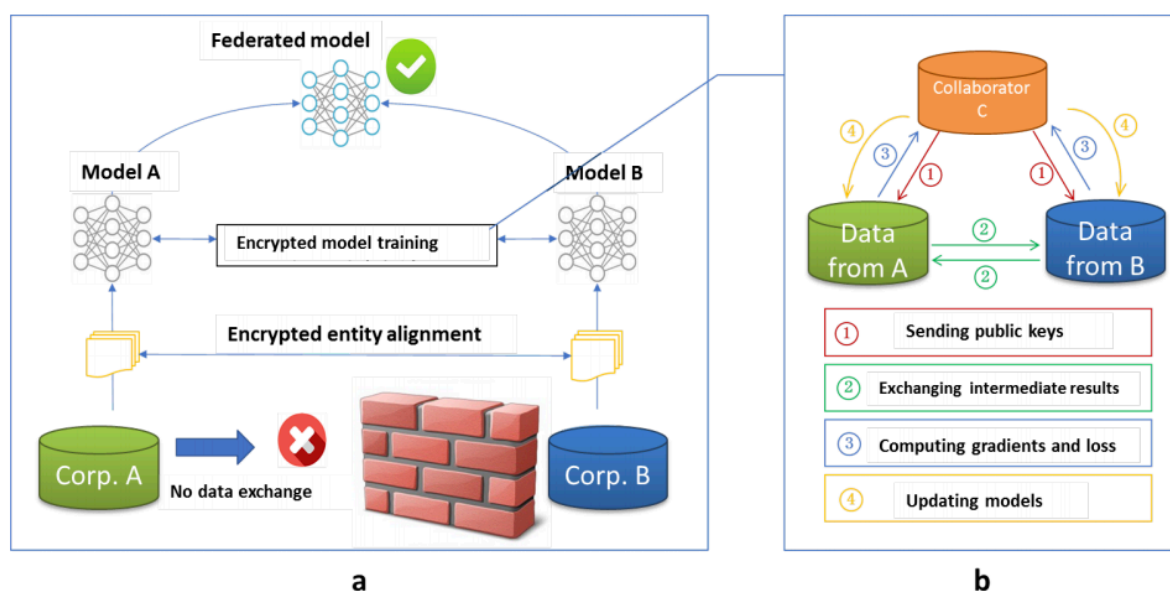 Federated model
Model A
Model B
Encrypted model training
Encrypted entity alignment
Corp. A
No data exchange
Corp. B
a
Collaborator
C
4
3
1
1
3
4
Data
from A
2
2
Data
from B
1 Sending public keys
2 Exchanging intermediate results
3 Computing gradients and loss
4 Updating models
b